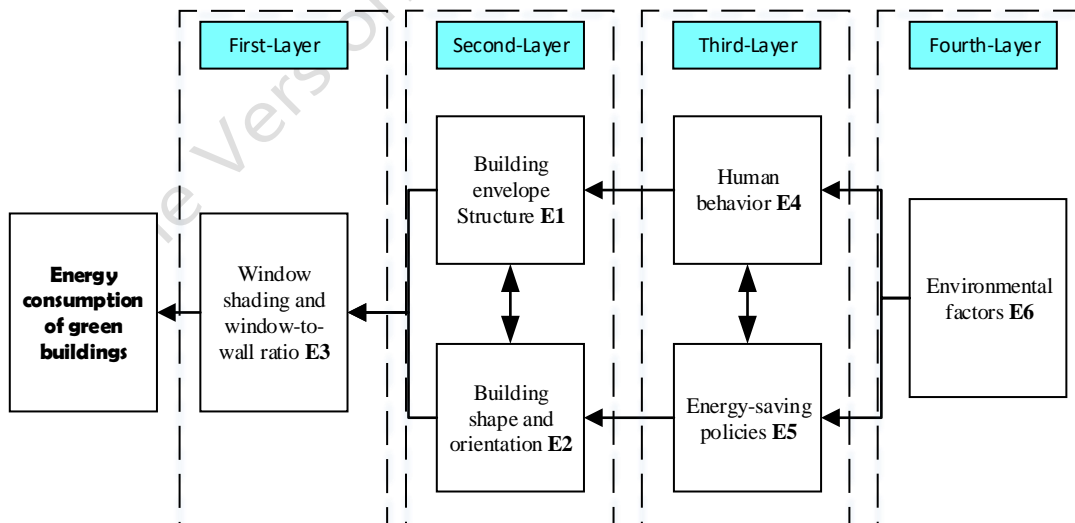 First-Layer
Second-Layer
Third-Layer
Fourth-Layer
Energy
consumption
of green
buildings
Window
shading and
window-to-
wall ratio E3
Building
envelope
Structure E1
Building
shape and
orientation E2
Human
behavior E4
Energy-saving
policies E5
Environmental
factors E6
e Version